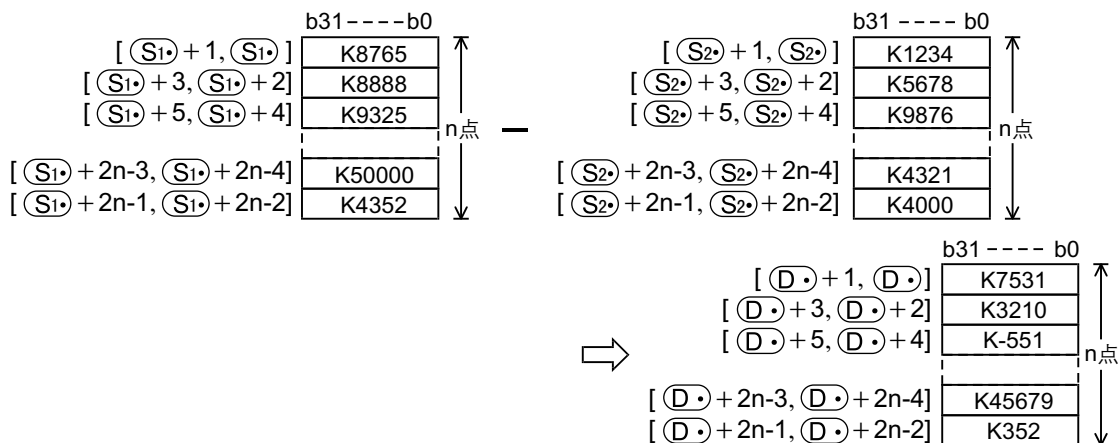 b31----b0
[ (S1•)+1, (S1•) ] K8765
[ (S1•)+3, (S1•)+2] K8888
[ (S1•)+5, (S1•)+4] K9325
[ (S1•)+2n-3, (S1•)+2n-4] K50000
[ (S1•)+2n-1, (S1•)+2n-2] K4352
n点
−
b31 ---- b0
[ (S2•)+1, (S2•) ] K1234
[ (S2•)+3, (S2•)+2] K5678
[ (S2•)+5, (S2•)+4] K9876
[ (S2•)+2n-3, (S2•)+2n-4] K4321
[ (S2•)+2n-1, (S2•)+2n-2] K4000
n点
⇨
b31 ---- b0
[ (D•)+1, (D•)] K7531
[ (D•)+3, (D•)+2] K3210
[ (D•)+5, (D•)+4] K-551
[ (D•)+2n-3, (D•)+2n-4] K45679
[ (D•)+2n-1, (D•)+2n-2] K352
n点